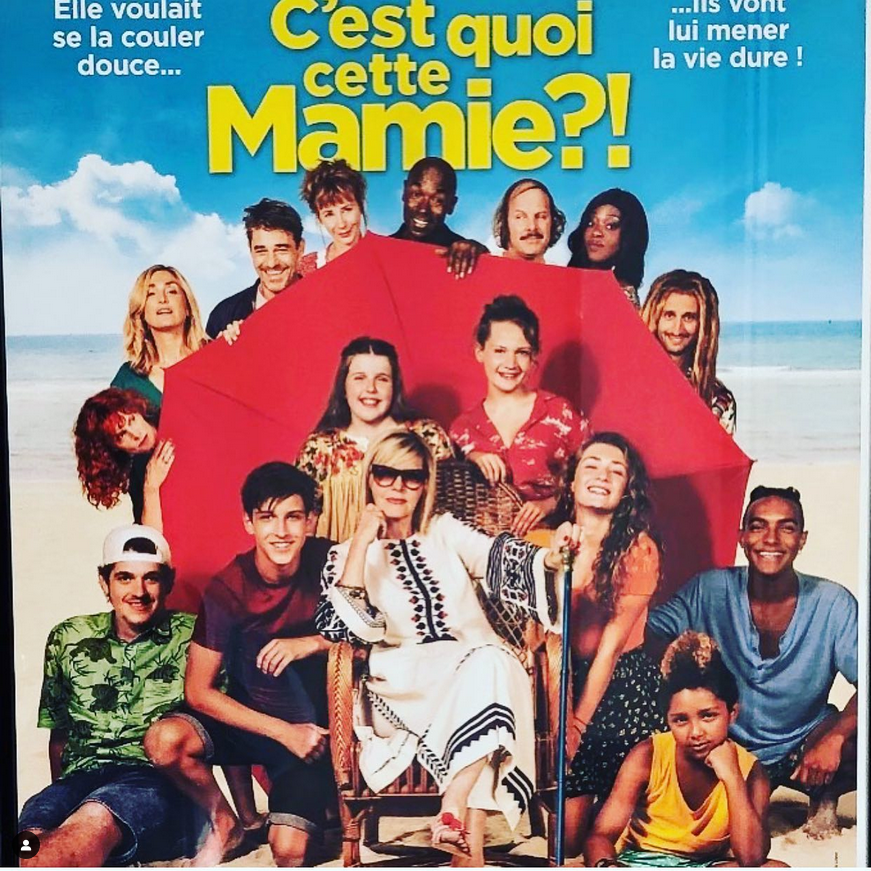 Elle voulait
se la couler
douce...
...Ils vont
lui mener
la vie dure !
C'est quoi
cette
Mamie?!